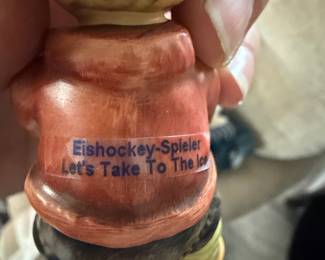 Eishockey-Spieler
Let's Take To The Ice